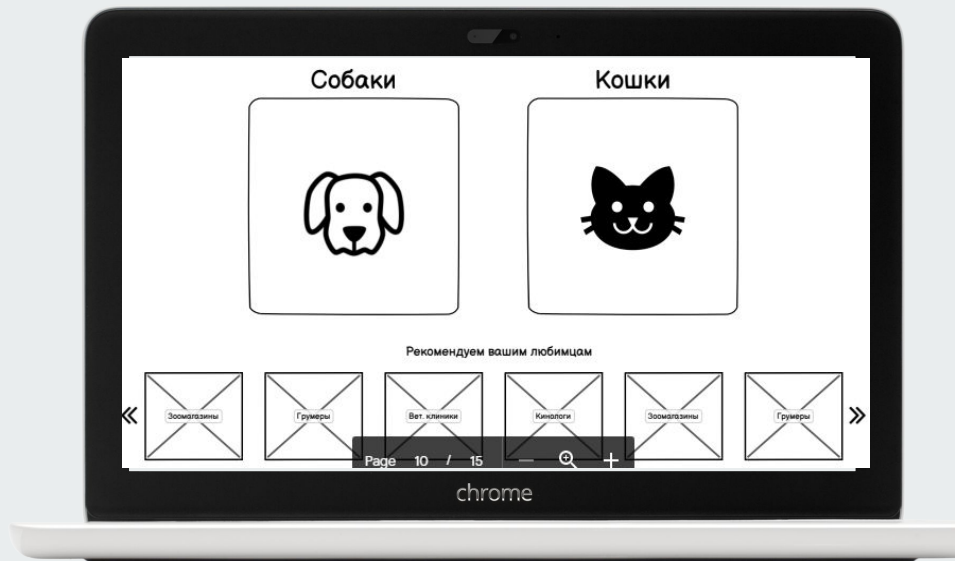 Собаки Кошки
Рекомендуем вашим любимцам
Зоомагазины Грумеры Вет. клиники Кинологи Зоомагазины Грумеры
Page 10 / 15
chrome